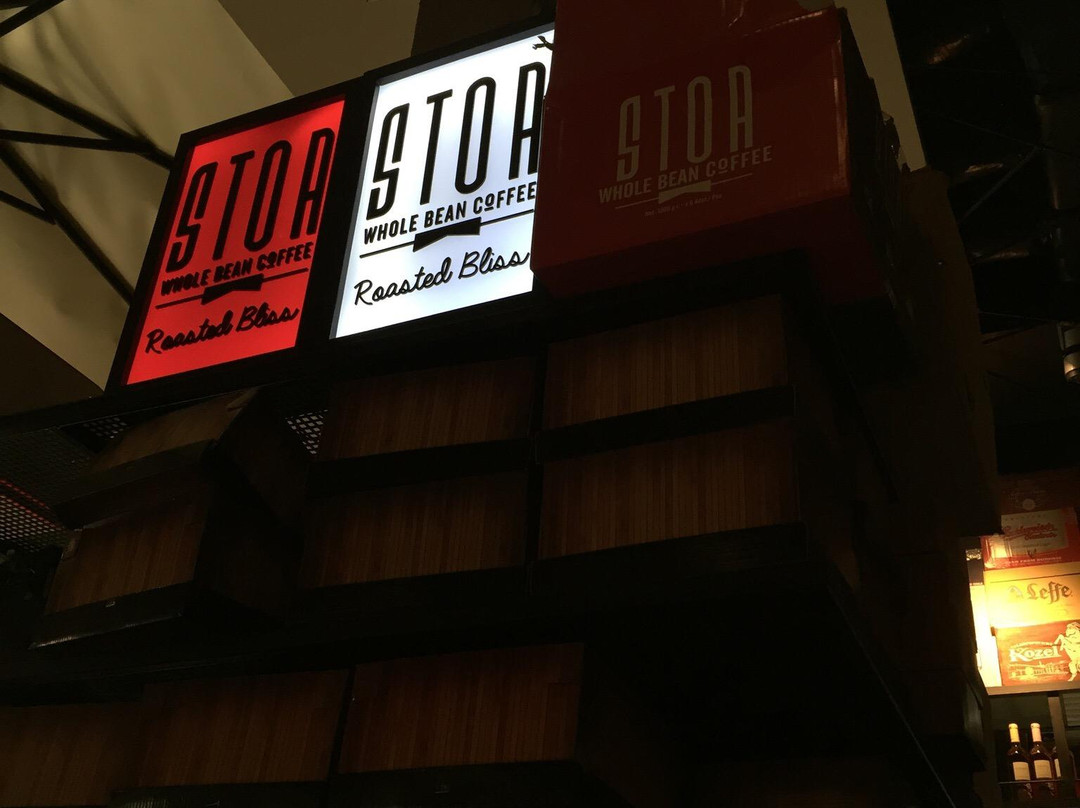 STOA
WHOLE BEAN COFFEE
Roasted Bliss
STOA
WHOLE BEAN COFFEE
Roasted Bliss
STOA
WHOLE BEAN COFFEE
Leffe
Kozel